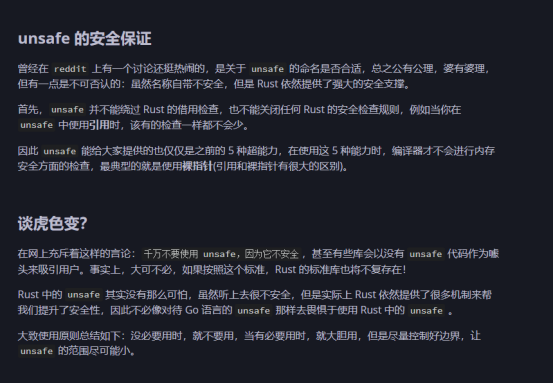 unsafe 的安全保证
曾经在 reddit 上有一个讨论还挺热闹的，是关于 unsafe 的命名是否合适，总之公有公理，婆有婆理，
但有一点是不可否认的：虽然名称自带不安全，但是 Rust 依然提供了强大的安全支撑。
首先，unsafe 并不能绕过 Rust 的借用检查，也不能关闭任何 Rust 的安全检查规则，例如当你在
unsafe 中使用引用时，该有的检查一样都不会少。
因此 unsafe 能给大家提供的也仅仅是之前的 5 种超能力，在使用这 5 种能力时，编译器才不会进行内存
安全方面的检查，最典型的就是使用裸指针(引用和裸指针有很大的区别)。
谈虎色变？
在网上充斥着这样的言论：千万不要使用 unsafe，因为它不安全，甚至有些库会以没有 unsafe 代码作为噱
头来吸引用户。事实上，大可不必，如果按照这个标准，Rust 的标准库也将不复存在！
Rust 中的 unsafe 其实没有那么可怕，虽然听上去很不安全，但是实际上 Rust 依然提供了很多机制来帮
我们提升了安全性，因此不必像对待 Go 语言的 unsafe 那样去畏惧于使用 Rust 中的 unsafe 。
大致使用原则总结如下：没必要用时，就不要用，当有必要用时，就大胆用，但是尽量控制好边界，让
unsafe 的范围尽可能小。